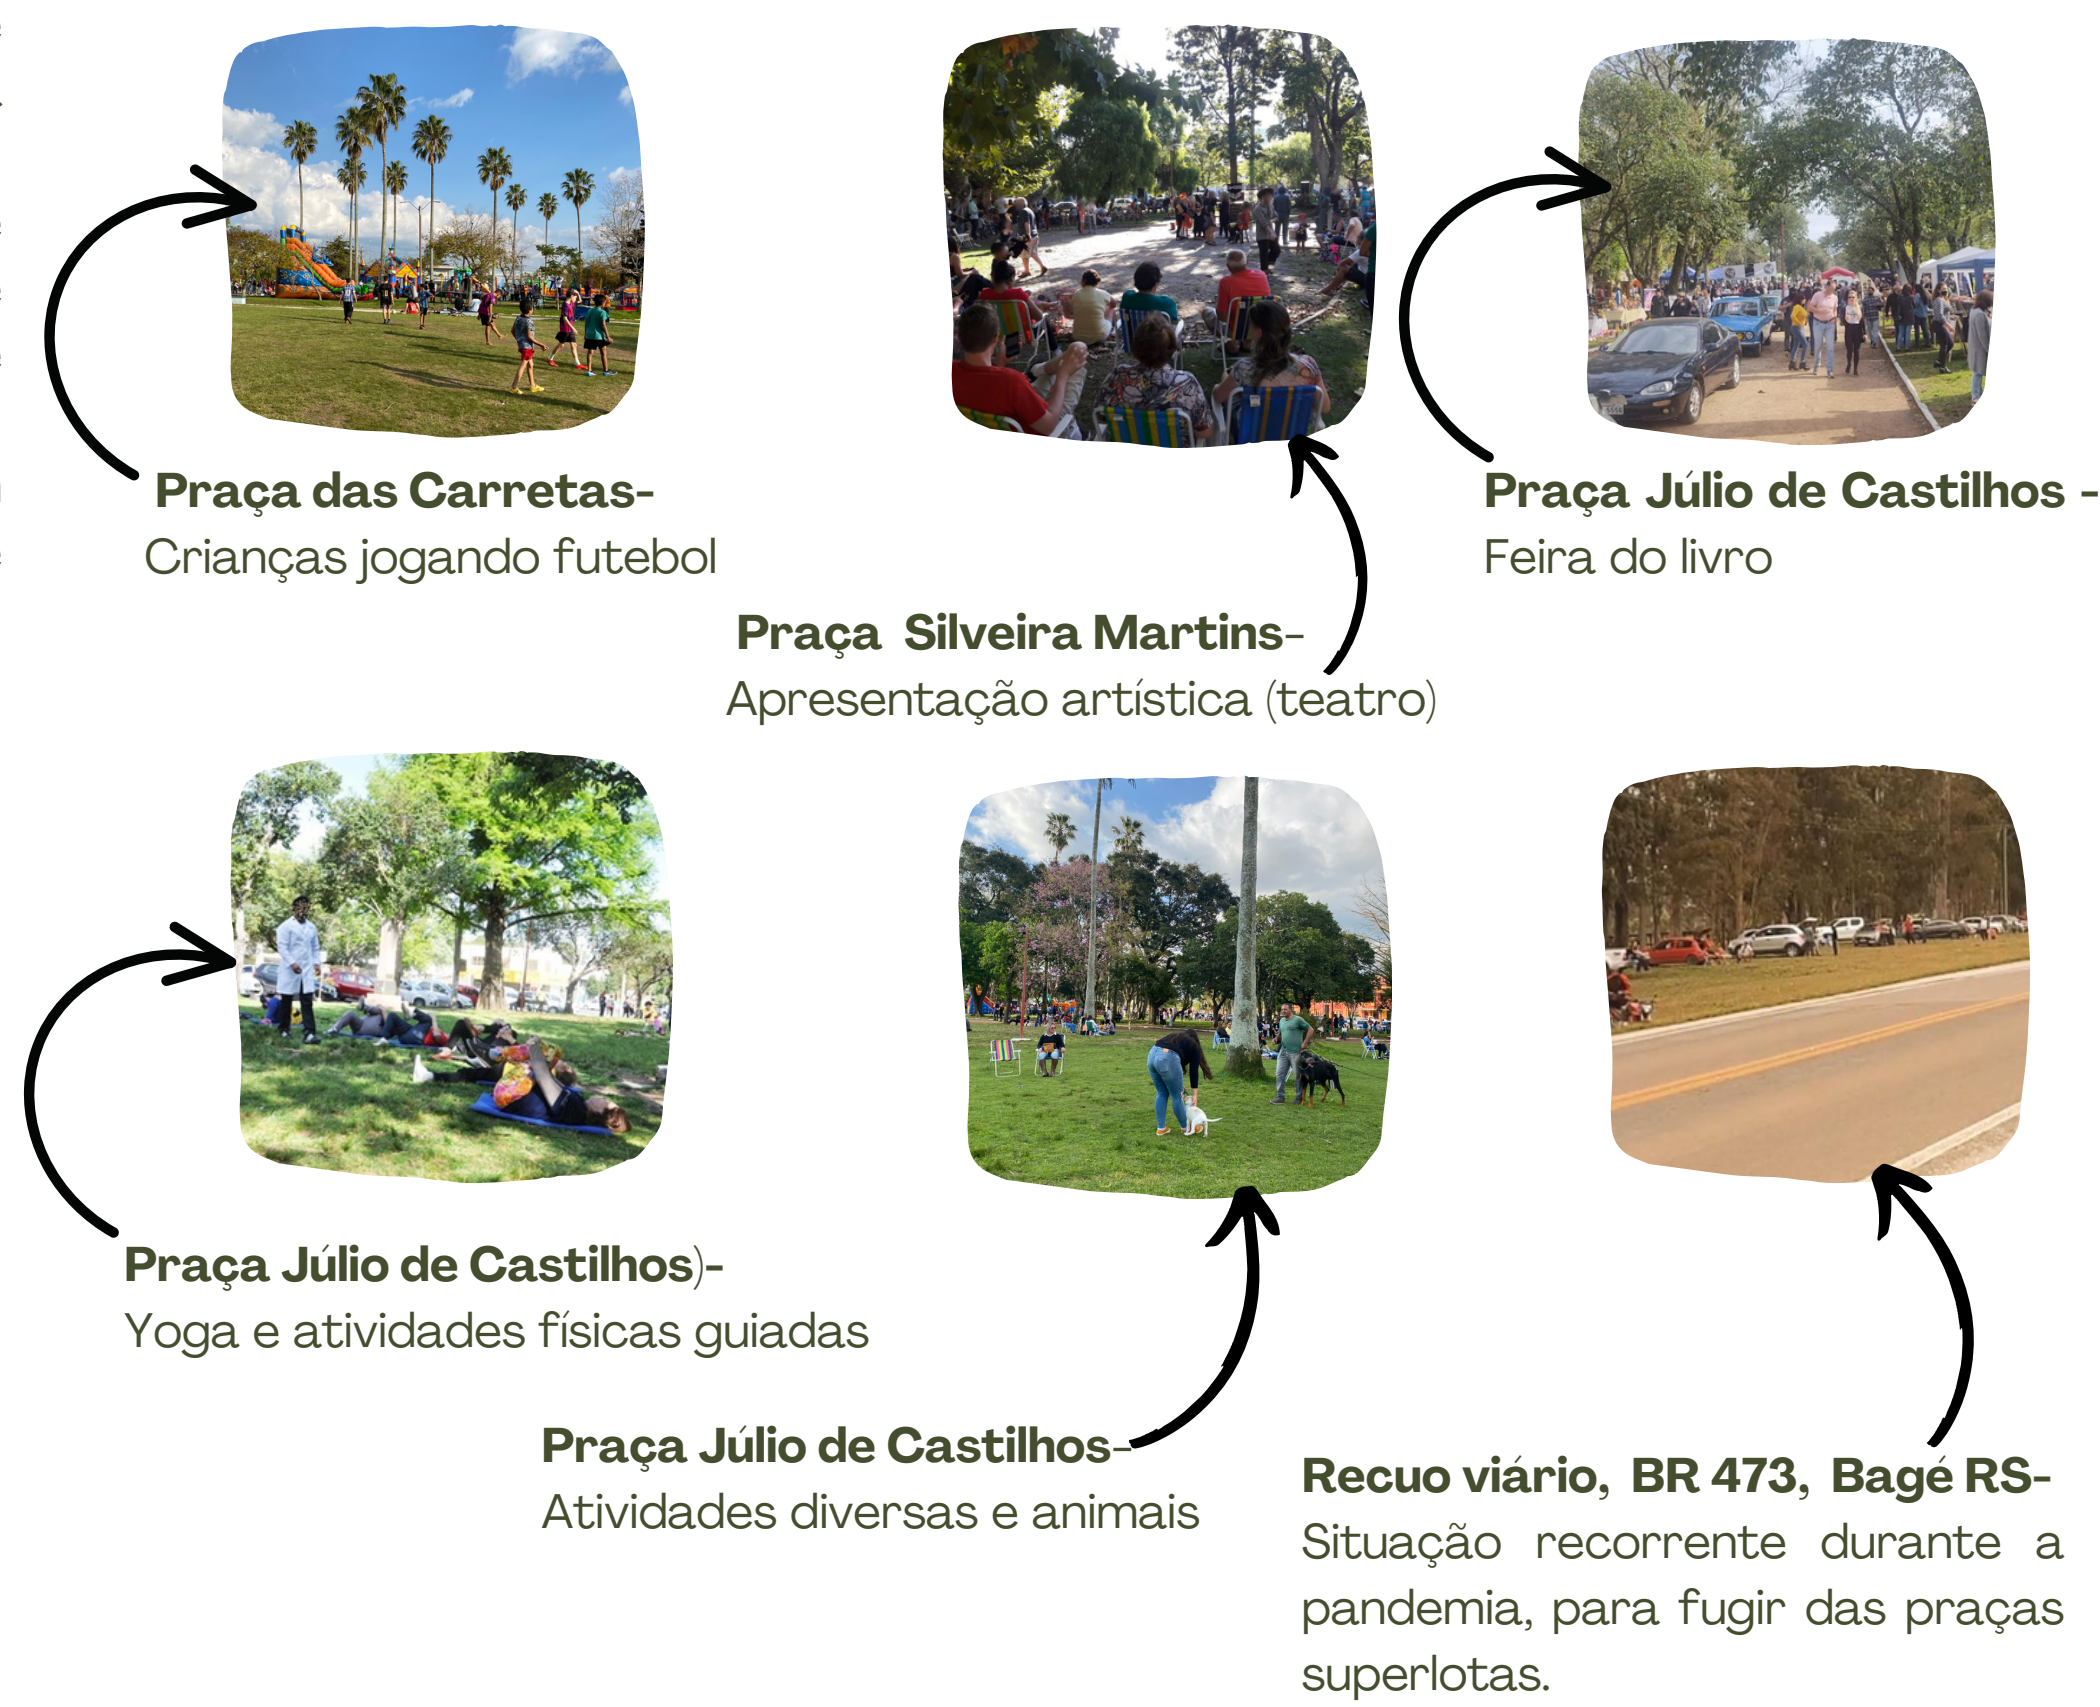 Praça das Carretas-
Crianças jogando futebol
Praça Silveira Martins-
Apresentação artística (teatro)
Praça Júlio de Castilhos -
Feira do livro
Praça Júlio de Castilhos)-
Yoga e atividades físicas guiadas
Praça Júlio de Castilhos-
Atividades diversas e animais
Recuo viário, BR 473, Bagé RS-
Situação recorrente durante a
pandemia, para fugir das praças
superlotas.